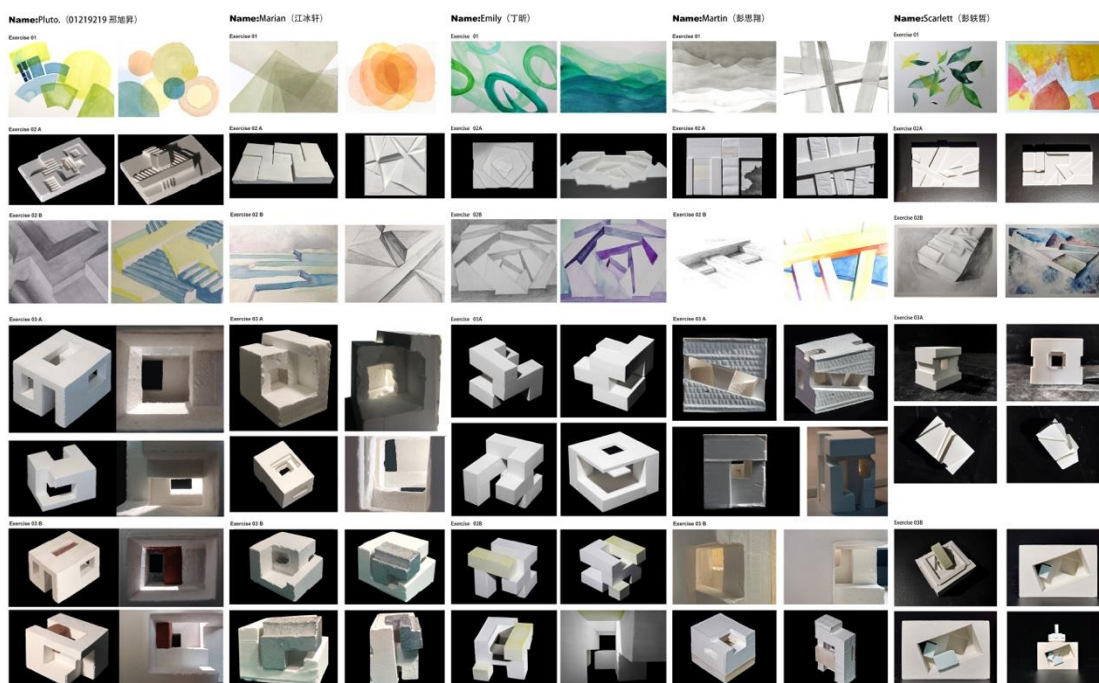 Name:Pluto.（01219219 邢旭昇）
Exercise 01
Exercise 02 A
Exercise 02 B
Exercise 03 A
Exercise 03 B
Name:Marian（江冰轩）
Exercise 01
Exercise 02 A
Exercise 02 B
Exercise 03 A
Exercise 03 B
Name:Emily（丁昕）
Exercise 01
Exercise 02A
Exercise 02B
Exercise 03A
Exercise 03B
Name:Martin（彭思翔）
Exercise 01
Exercise 02 A
Exercise 02 B
Exercise 03 A
Exercise 03 B
Name:Scarlett（彭轶哲）
Exercise 01
Exercise 02A
Exercise 02B
Exercise 03A
Exercise 03B